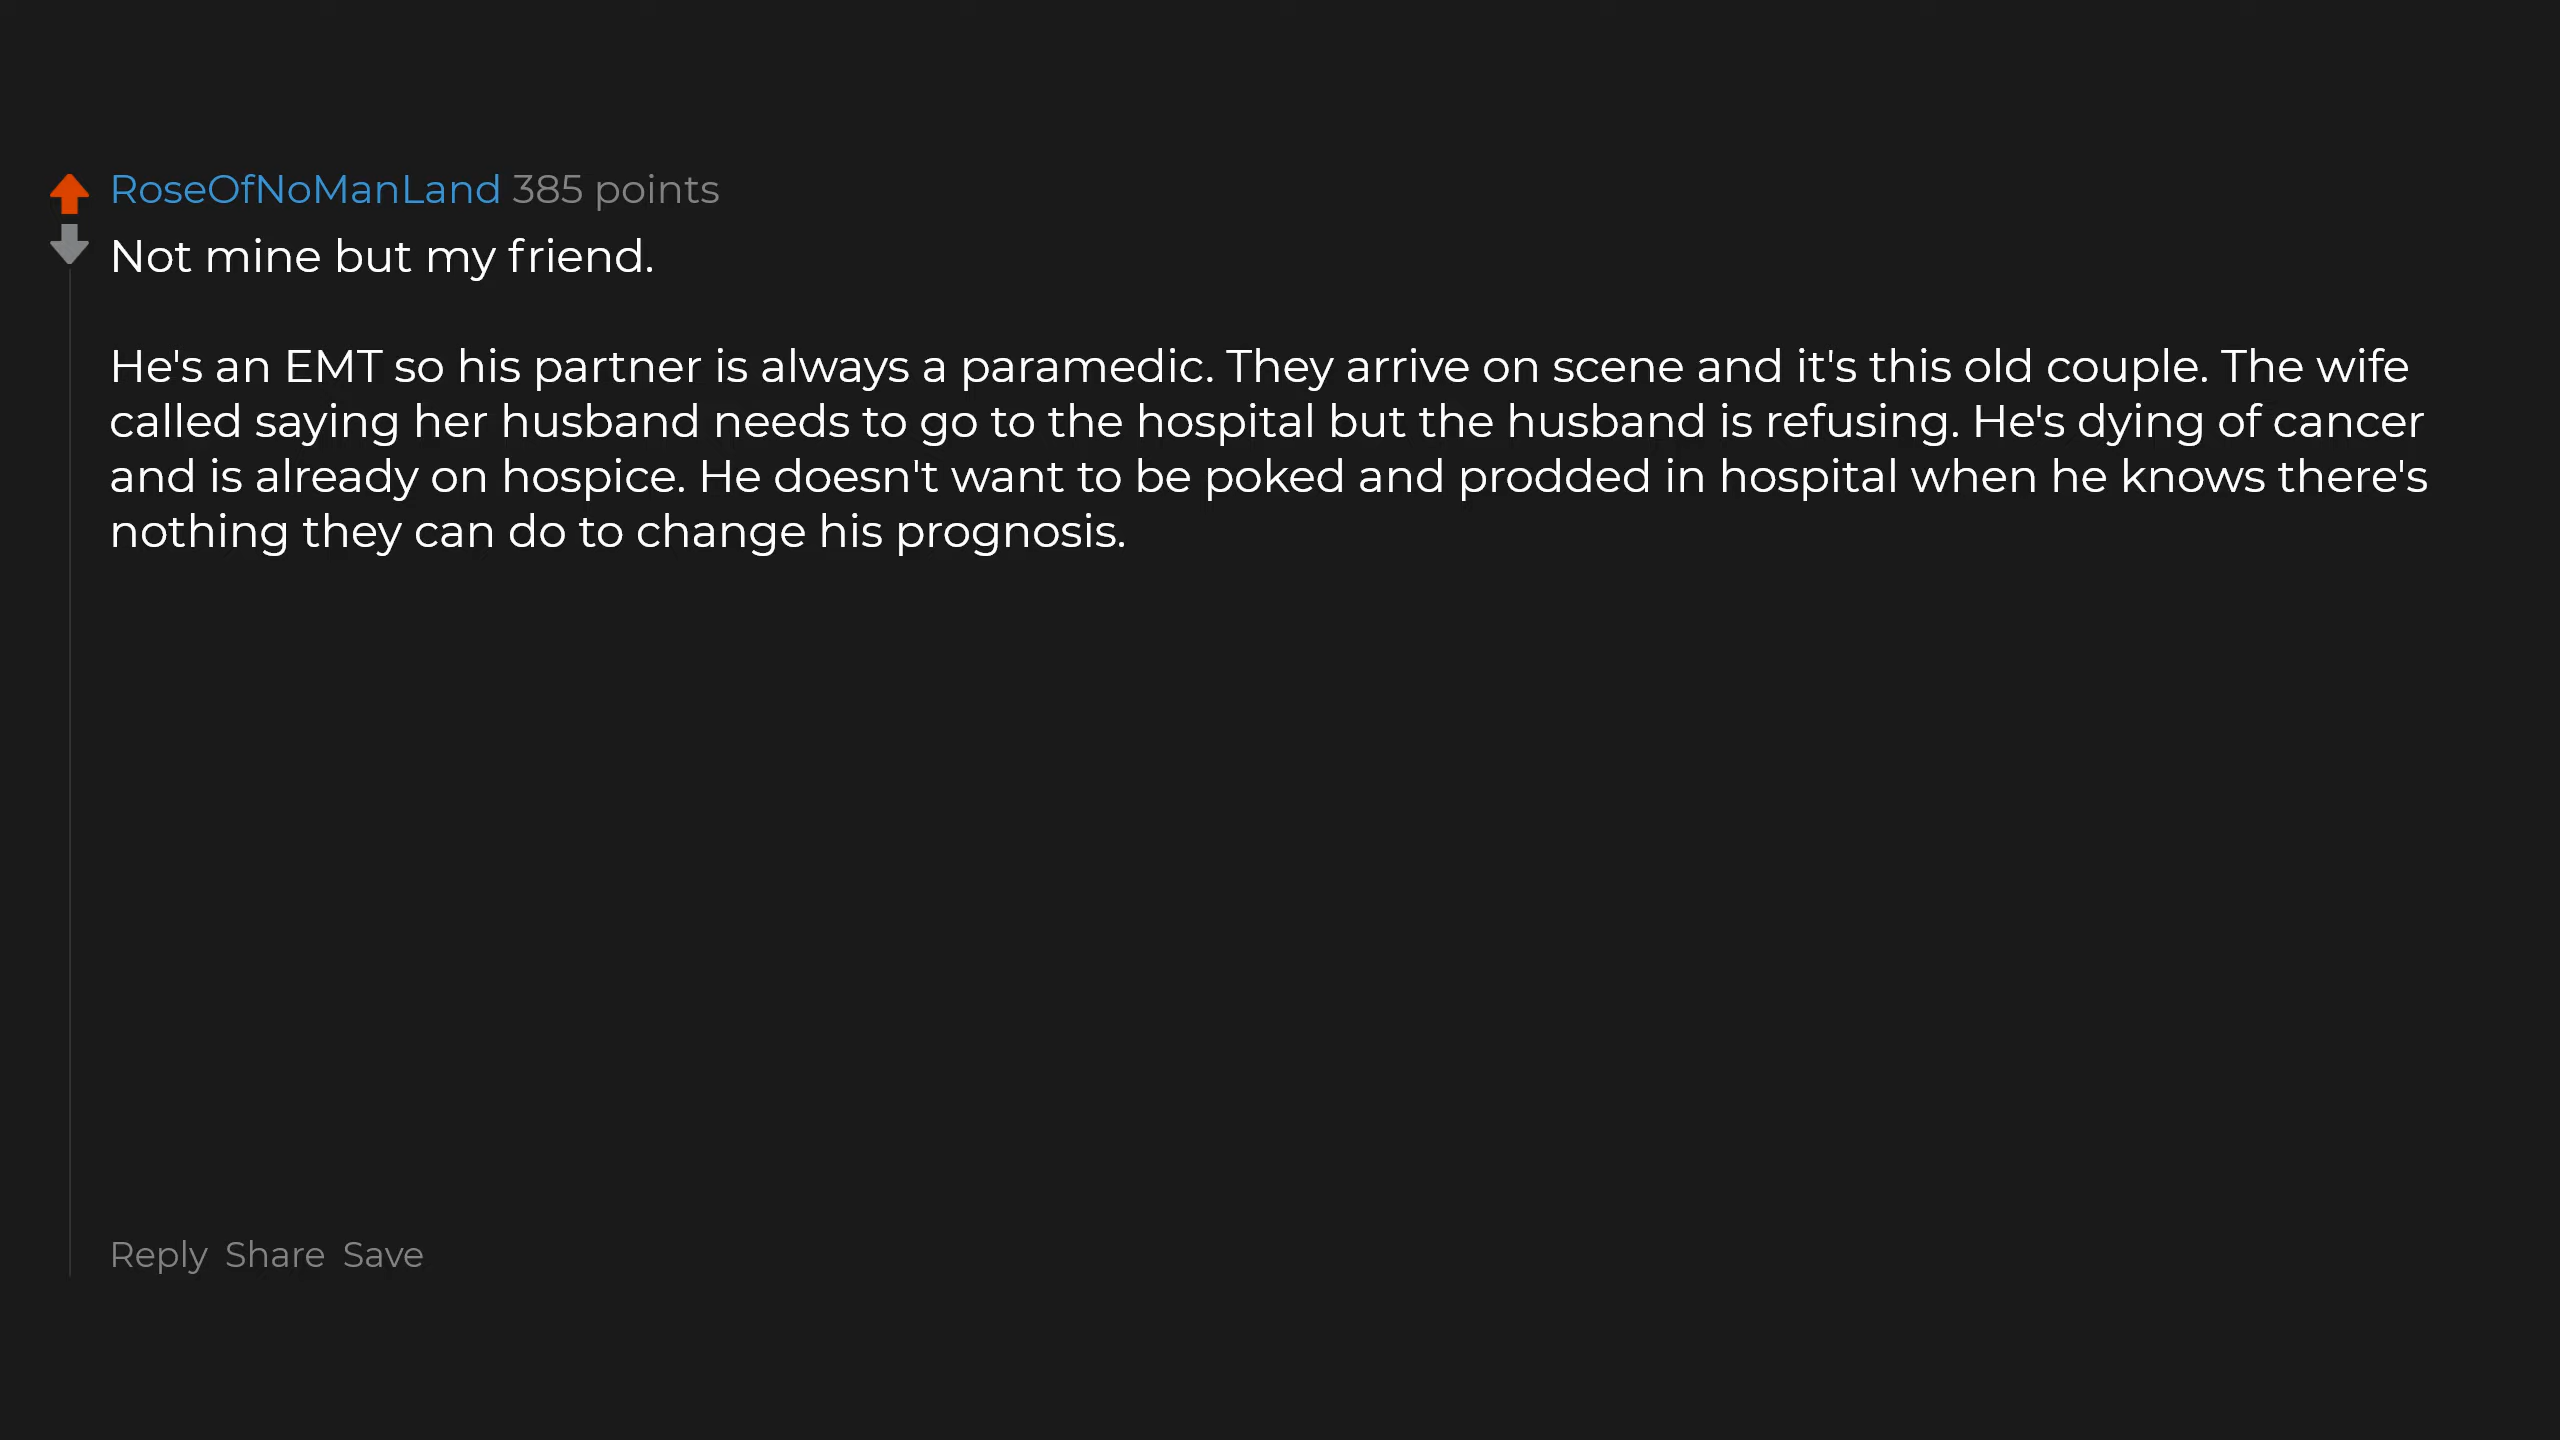 RoseOfNoManLand 385 points
Not mine but my friend.
He's an EMT so his partner is always a paramedic. They arrive on scene and it's this old couple. The wife
called saying her husband needs to go to the hospital but the husband is refusing. He's dying of cancer
and is already on hospice. He doesn't want to be poked and prodded in hospital when he knows there's
nothing they can do to change his prognosis.
Reply Share Save